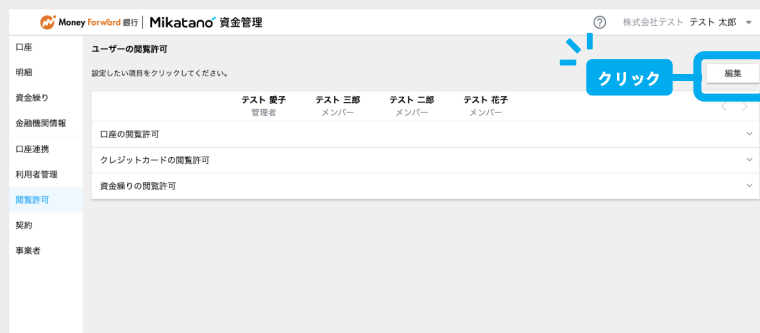 Money Forward 銀行 Mikatano 資金管理
? 株式会社テスト テスト 太郎
口座
明細
資金繰り
金融機関情報
口座連携
利用者管理
閲覧許可
契約
事業者
ユーザーの閲覧許可
設定したい項目をクリックしてください。
クリック
編集
テスト 愛子 テスト 三郎 テスト 二郎 テスト 花子
管理者 メンバー メンバー メンバー
口座の閲覧許可
クレジットカードの閲覧許可
資金繰りの閲覧許可